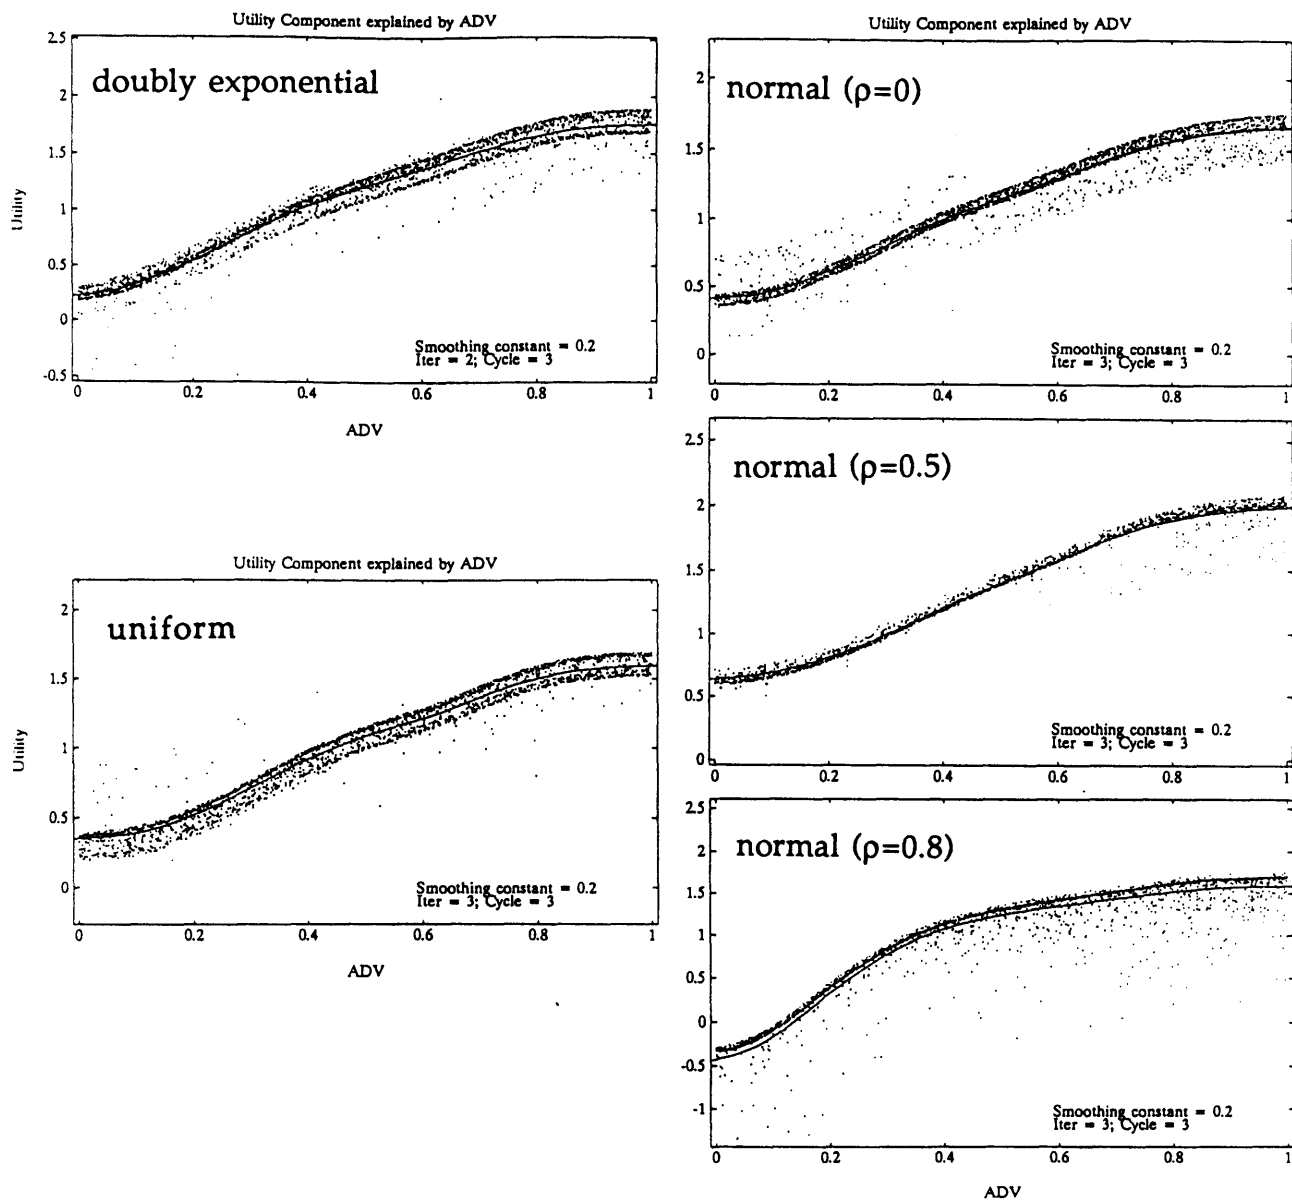 Utility Component explained by ADV
2.5
2
1.5
1
0.5
0
-0.5
Utility
doubly exponential
Smoothing constant = 0.2
Iter = 2; Cycle = 3
0 0.2 0.4 0.6 0.8 1
ADV
Utility Component explained by ADV
2
1.5
1
0.5
0
Utility
uniform
Smoothing constant = 0.2
Iter = 3; Cycle = 3
0 0.2 0.4 0.6 0.8 1
ADV
Utility Component explained by ADV
2
1.5
1
0.5
0
normal (ρ=0)
Smoothing constant = 0.2
Iter = 3; Cycle = 3
0 0.2 0.4 0.6 0.8 1
2.5
2
1.5
1
0.5
0
normal (ρ=0.5)
Smoothing constant = 0.2
Iter = 3; Cycle = 3
0 0.2 0.4 0.6 0.8 1
2.5
2
1.5
1
0.5
0
-0.5
-1
normal (ρ=0.8)
Smoothing constant = 0.2
Iter = 3; Cycle = 3
0 0.2 0.4 0.6 0.8 1
ADV